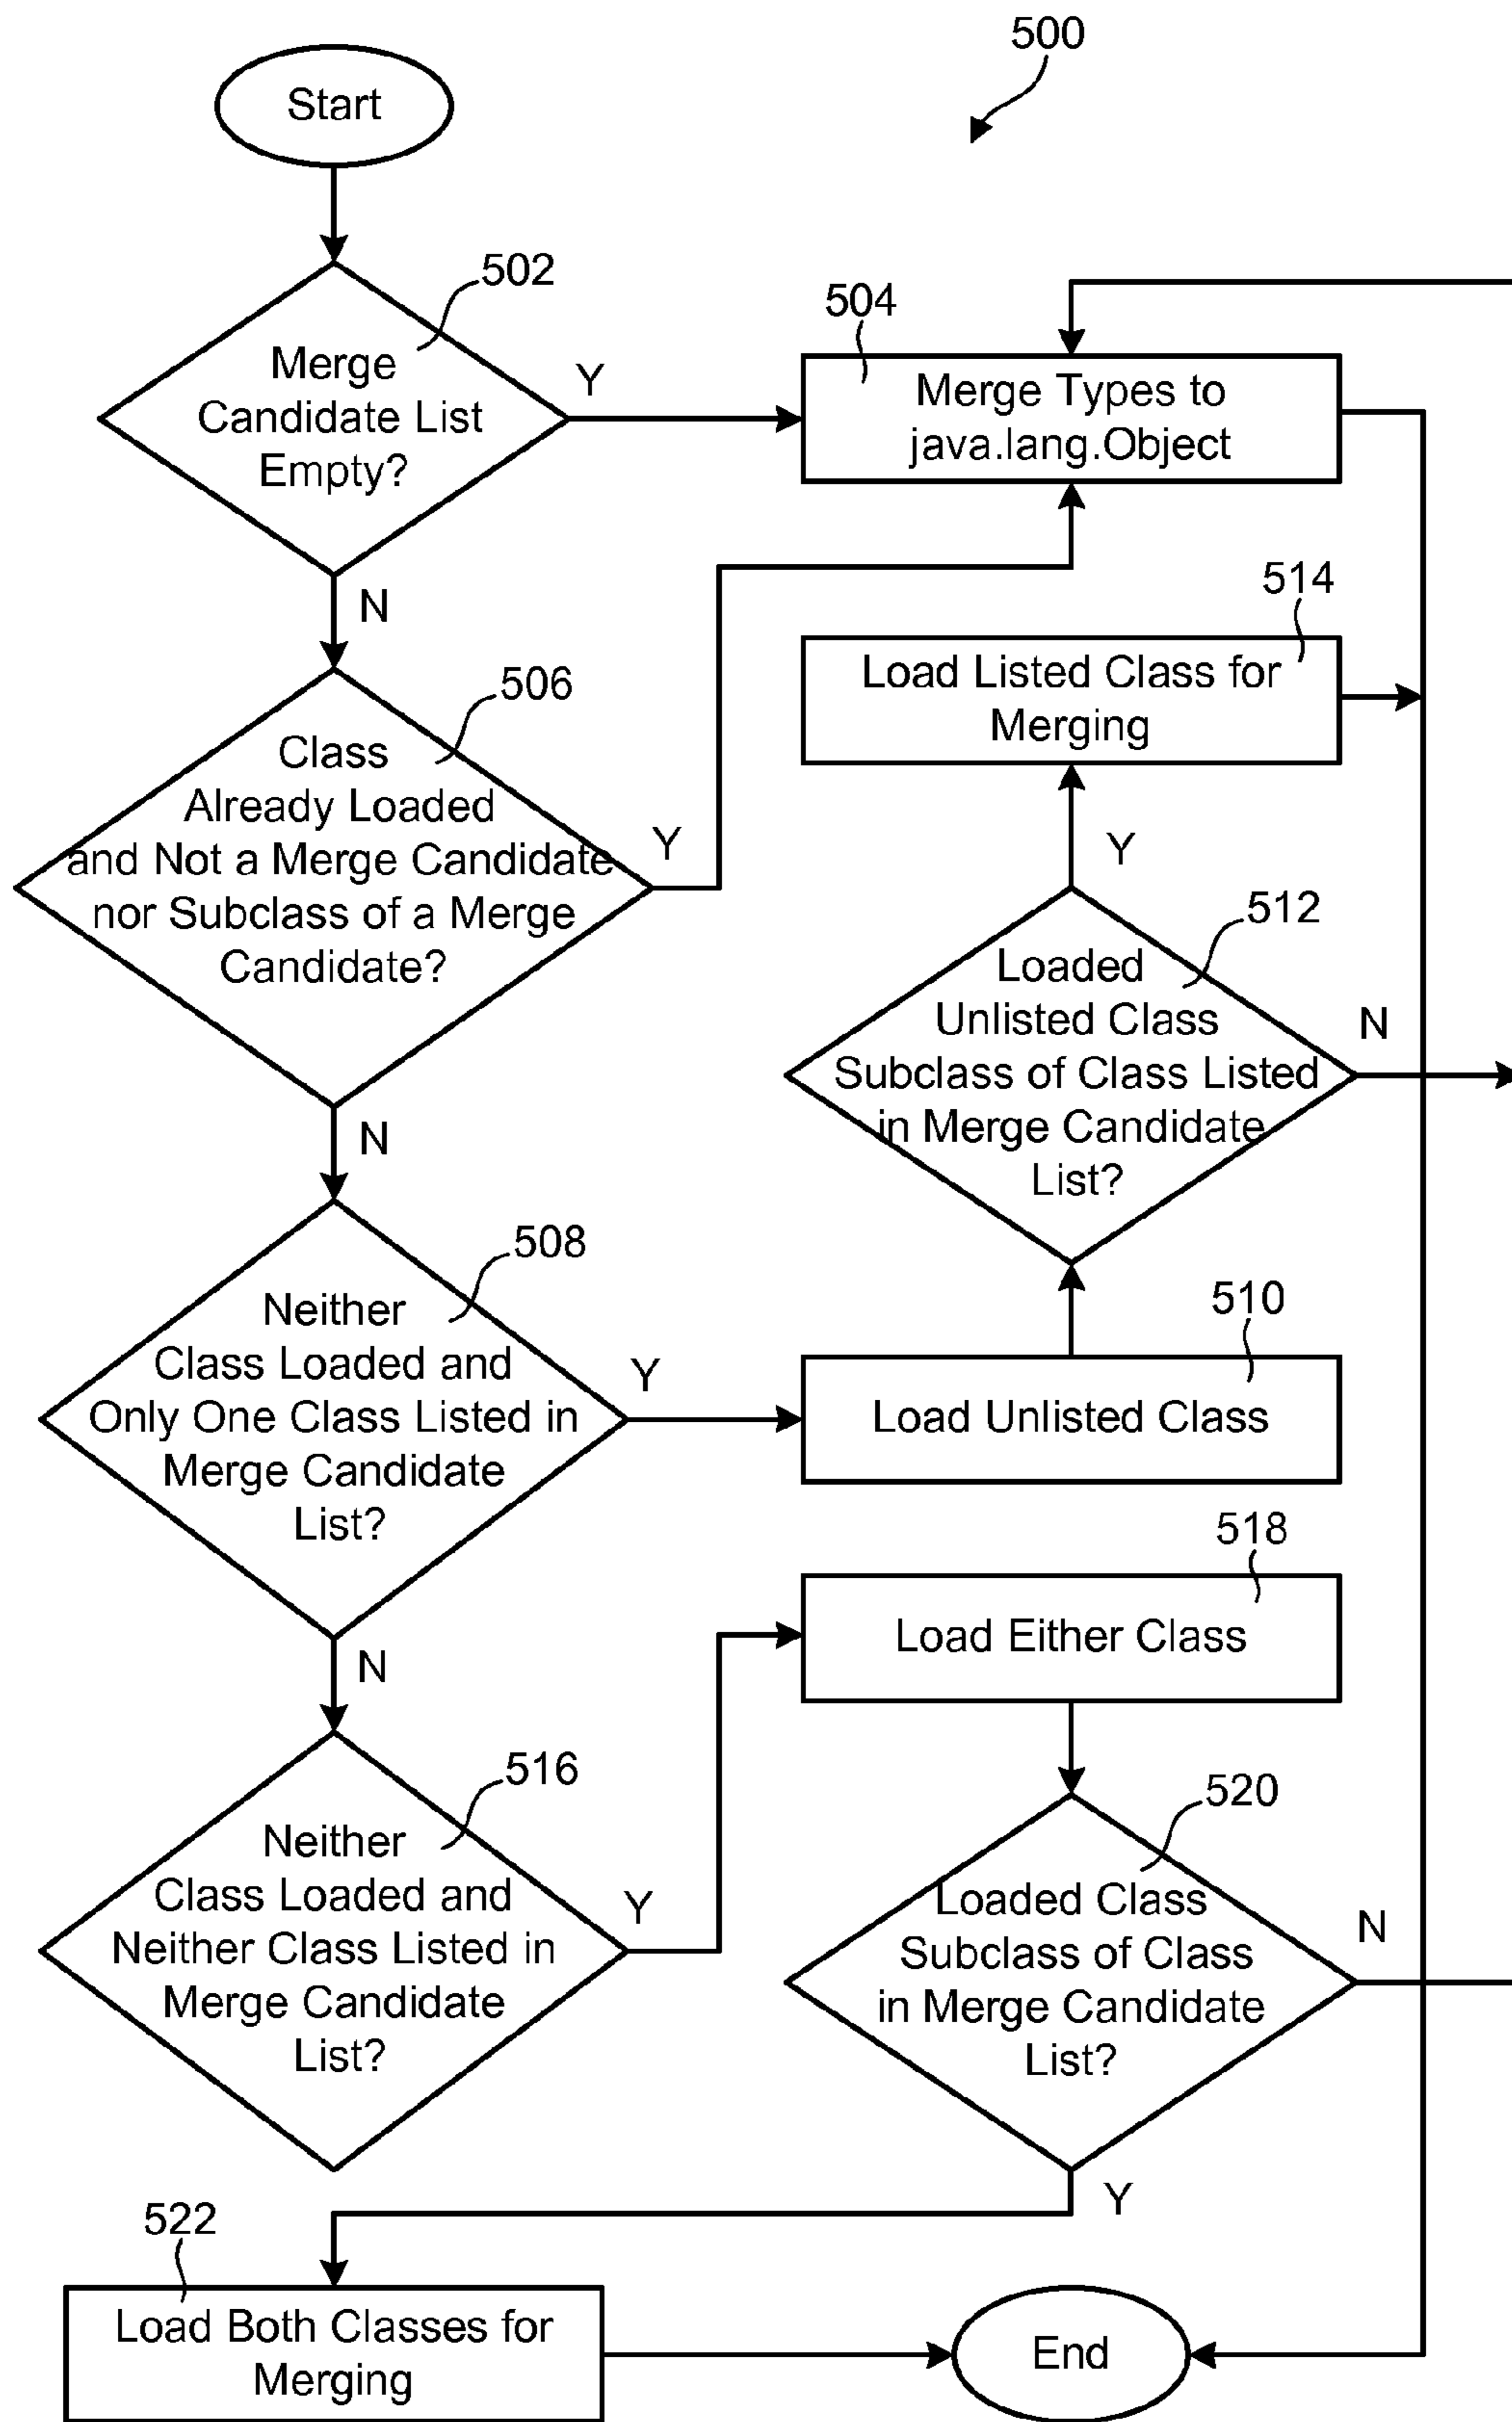 500
Start
502
Merge
Candidate List
Empty?
Y
N
504
Merge Types to
java.lang.Object
506
Class
Already Loaded
and Not a Merge Candidate
nor Subclass of a Merge
Candidate?
Y
N
514
Load Listed Class for
Merging
Y
512
Loaded
Unlisted Class
Subclass of Class Listed
in Merge Candidate
List?
N
508
Neither
Class Loaded and
Only One Class Listed in
Merge Candidate
List?
Y
N
510
Load Unlisted Class
518
Load Either Class
516
Neither
Class Loaded and
Neither Class Listed in
Merge Candidate
List?
Y
520
Loaded Class
Subclass of Class
in Merge Candidate
List?
N
Y
522
Load Both Classes for
Merging
End